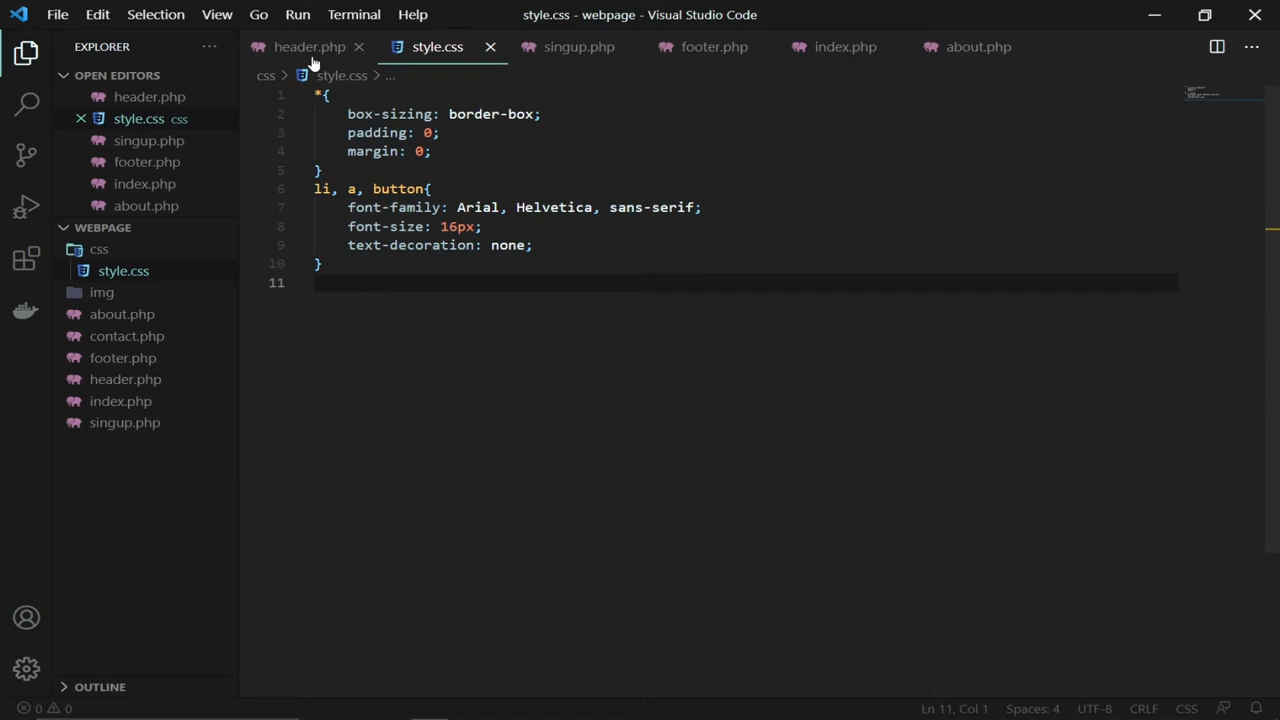 File Edit Selection View Go Run Terminal Help
style.css - webpage - Visual Studio Code
EXPLORER
OPEN EDITORS
header.php
style.css css
singup.php
footer.php
index.php
about.php
WEBPAGE
css
style.css
img
about.php
contact.php
footer.php
header.php
index.php
singup.php
OUTLINE
header.php style.css singup.php footer.php index.php about.php
css > style.css > ...
1 *{
2 box-sizing: border-box;
3 padding: 0;
4 margin: 0;
5 }
6 li, a, button{
7 font-family: Arial, Helvetica, sans-serif;
8 font-size: 16px;
9 text-decoration: none;
10 }
11
0 0
Ln 11, Col 1 Spaces: 4 UTF-8 CRLF CSS